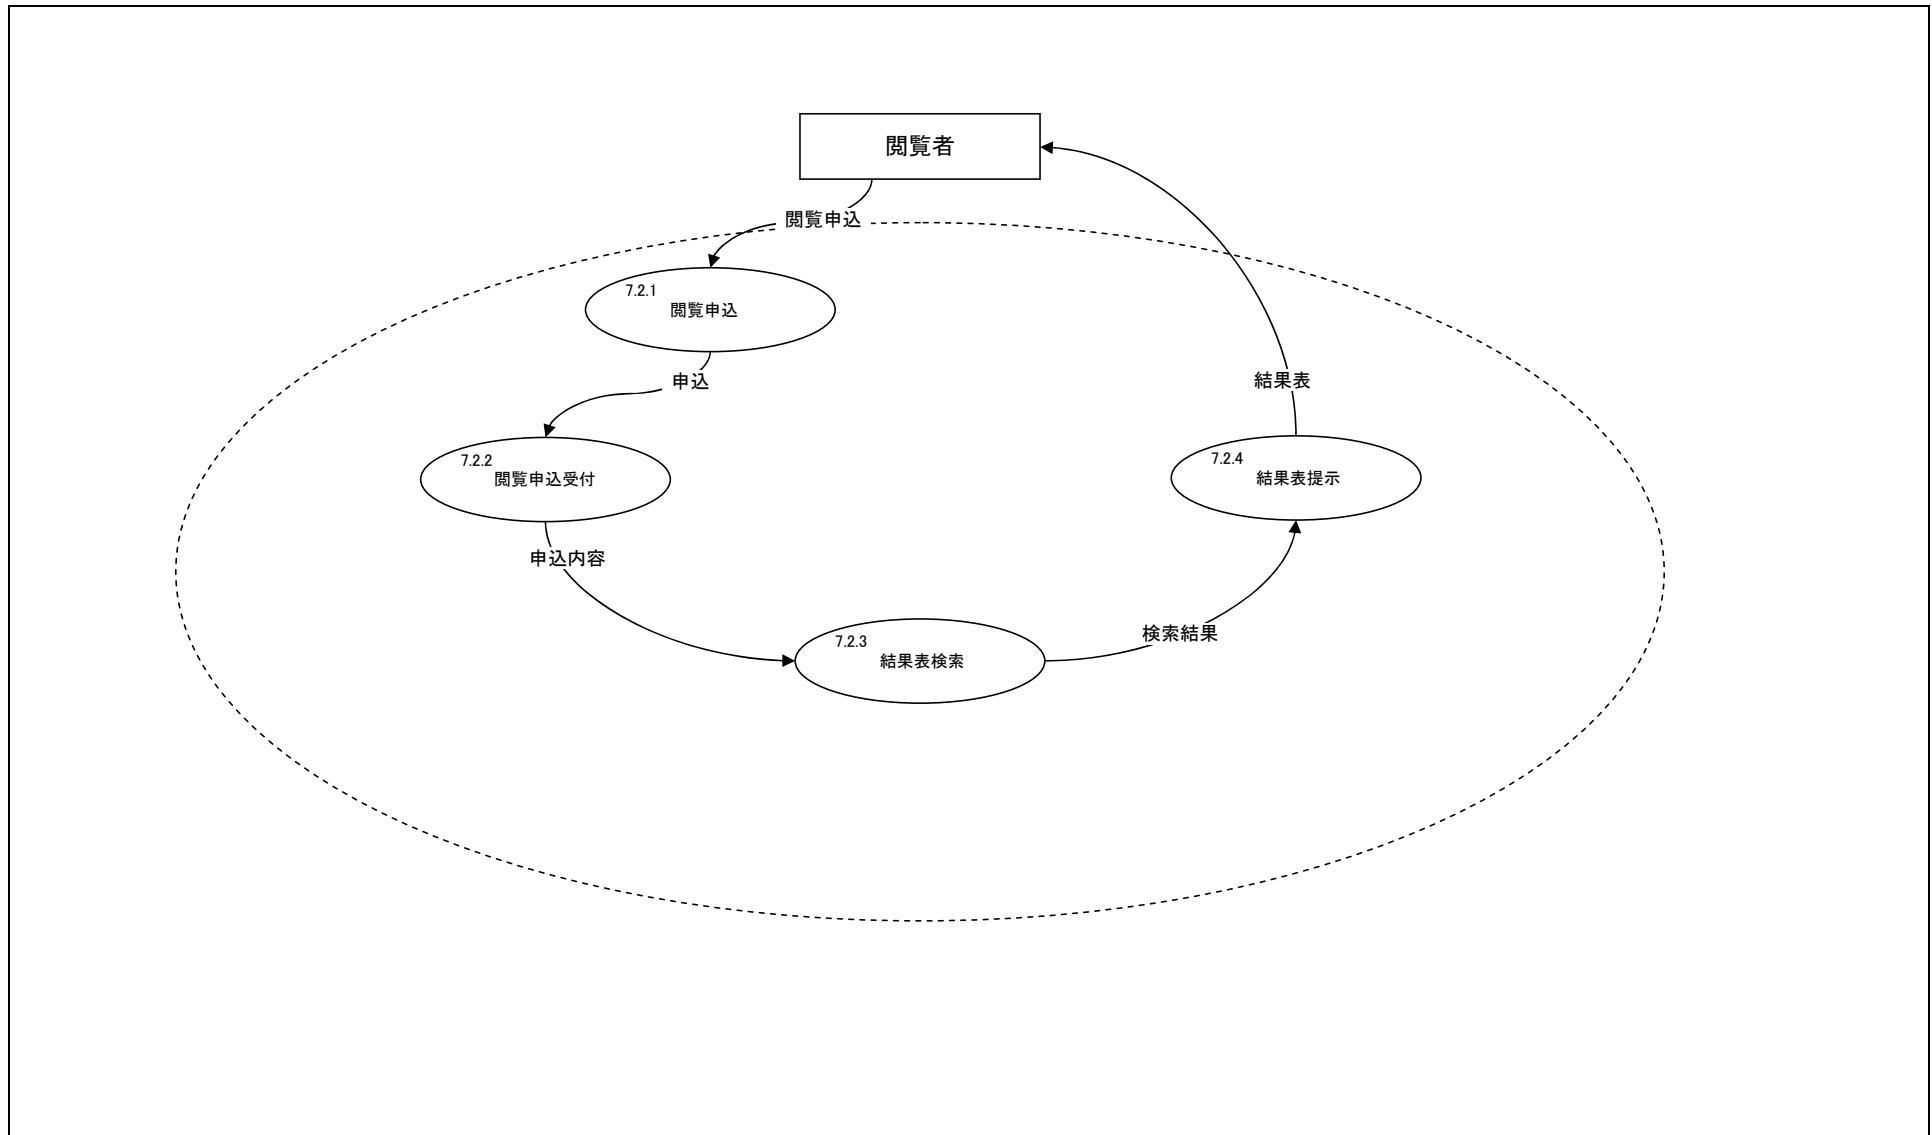 閲覧者
閲覧申込
7.2.1
閲覧申込
申込
結果表
7.2.2
閲覧申込受付
7.2.4
結果表提示
申込内容
検索結果
7.2.3
結果表検索